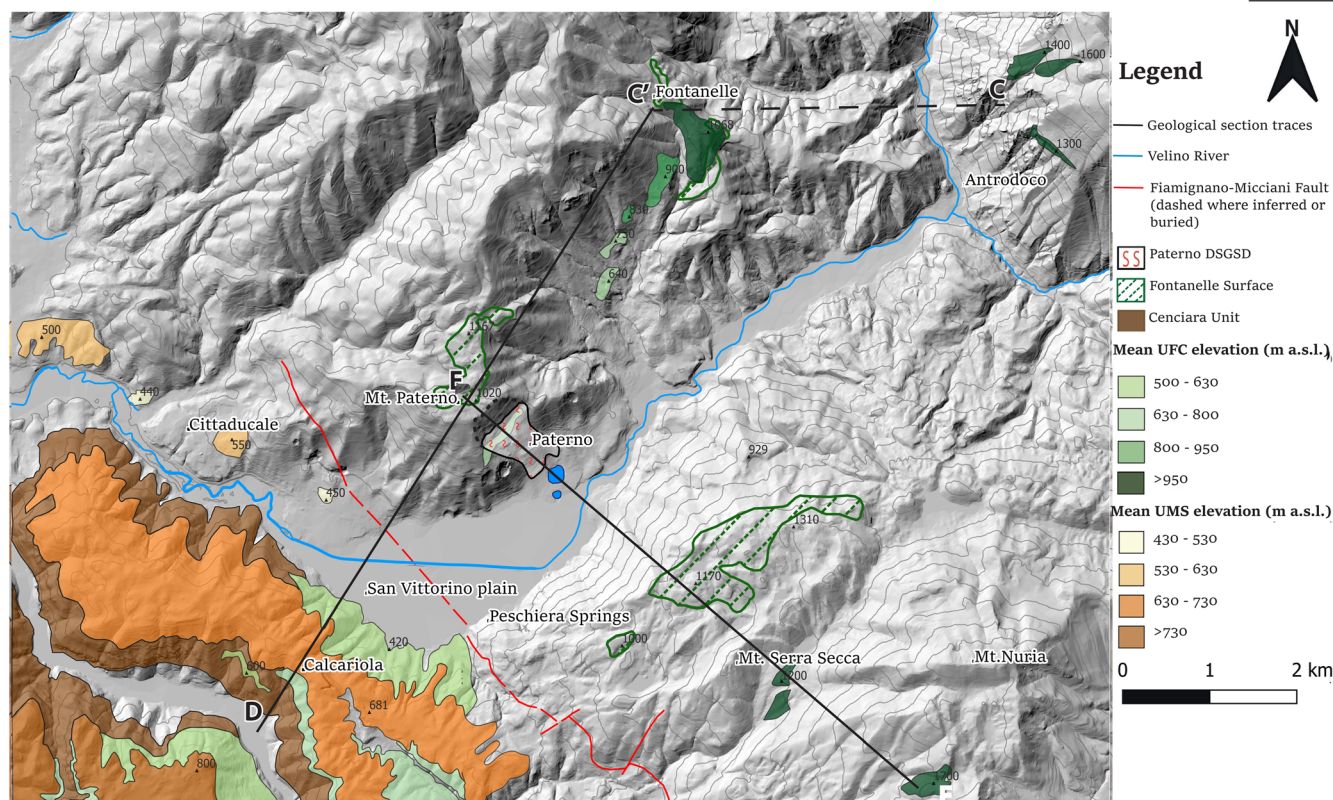 N
1400
1600
C
C'
Fontanelle
568
1300
900
Antrodoco
830
730
640
500
1020
F
Mt. Paterno
440
Cittaducale
550
Paterno
929
450
1310
San Vittorino plain
1170
Peschiera Springs
1000
420
Calcariola
600
Mt. Serra Secca
Mt.Nuria
1200
D
681
800
Legend
Geological section traces
Velino River
Fiamignano-Micciani Fault
(dashed where inferred or
buried)
Paterno DSGSD
Fontanelle Surface
Cenciara Unit
Mean UFC elevation (m a.s.l.)
500 - 630
630 - 800
800 - 950
>950
Mean UMS elevation (m a.s.l.)
430 - 530
530 - 630
630 - 730
>730
0 1 2 km